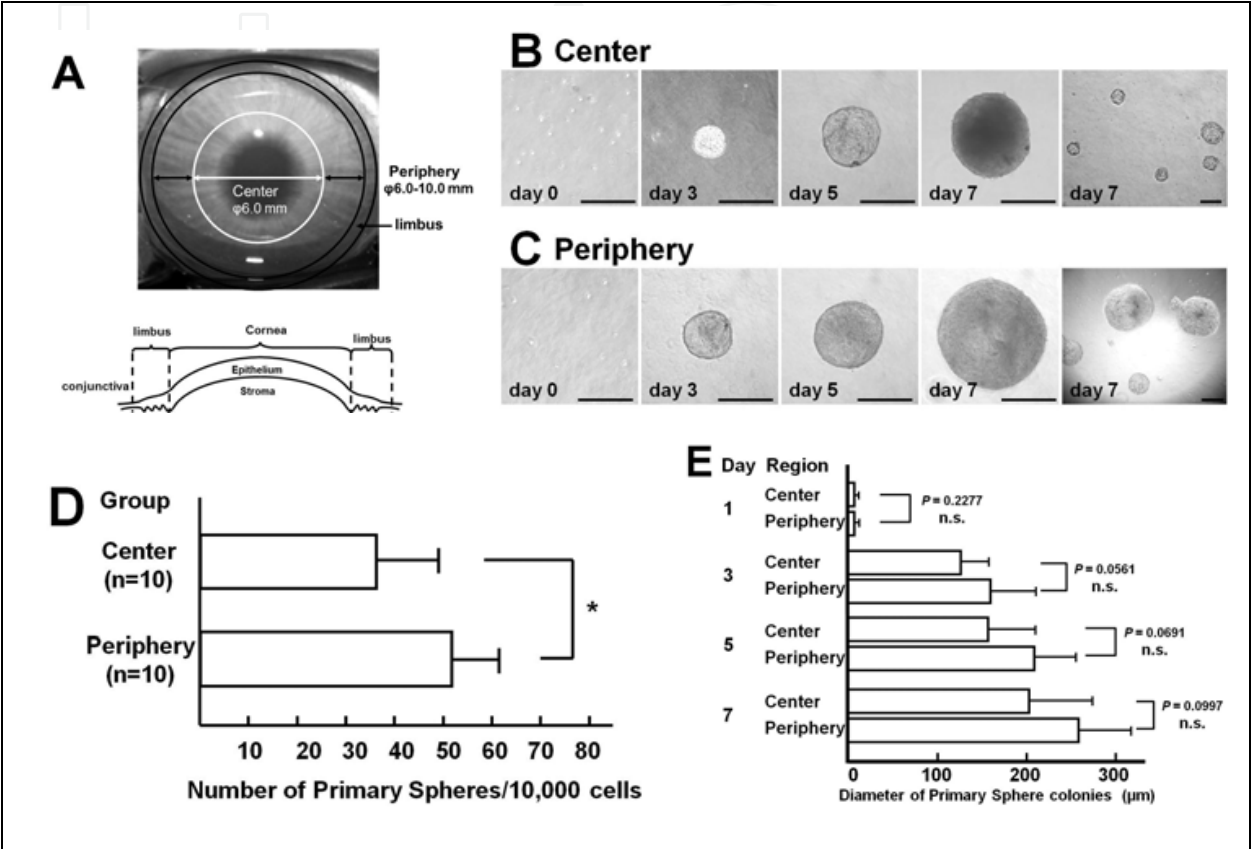 A
Center
φ6.0 mm
Periphery
φ6.0-10.0 mm
limbus
limbus
Cornea
limbus
Epithelium
conjunctiva
Stroma
B Center
day 0
day 3
day 5
day 7
day 7
C Periphery
day 0
day 3
day 5
day 7
day 7
D Group
Center
(n=10)
Periphery
(n=10)
*
10 20 30 40 50 60 70 80
Number of Primary Spheres/10,000 cells
E Day Region
1
Center
Periphery
P = 0.2277
n.s.
3
Center
Periphery
P = 0.0561
n.s.
5
Center
Periphery
P = 0.0691
n.s.
7
Center
Periphery
P = 0.0997
n.s.
0 100 200 300
Diameter of Primary Sphere colonies (μm)